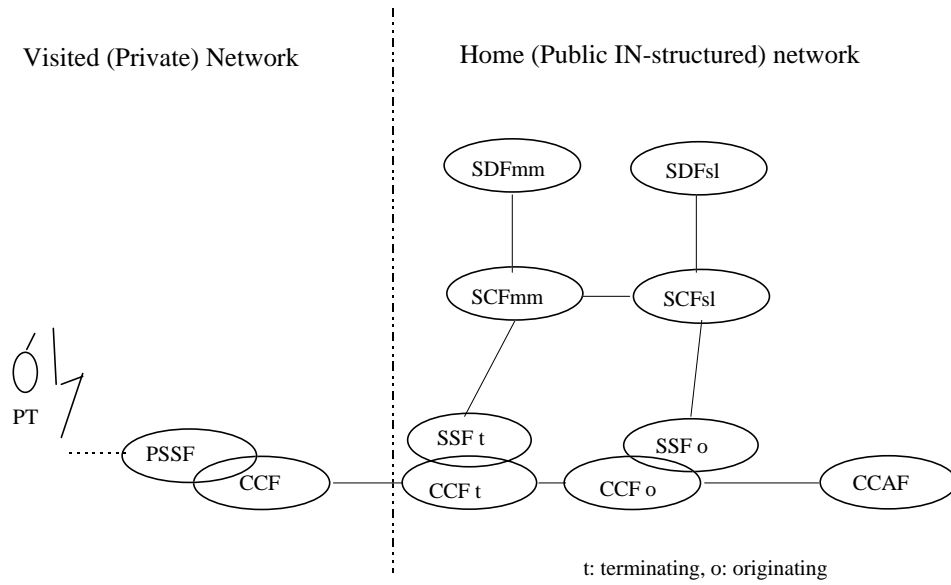 Visited (Private) Network
Home (Public IN-structured) network
SDFmm
SDFsl
SCFmm
SCFsl
PT
PSSF
CCF
SSF t
CCF t
SSF o
CCF o
CCAF
t: terminating, o: originating